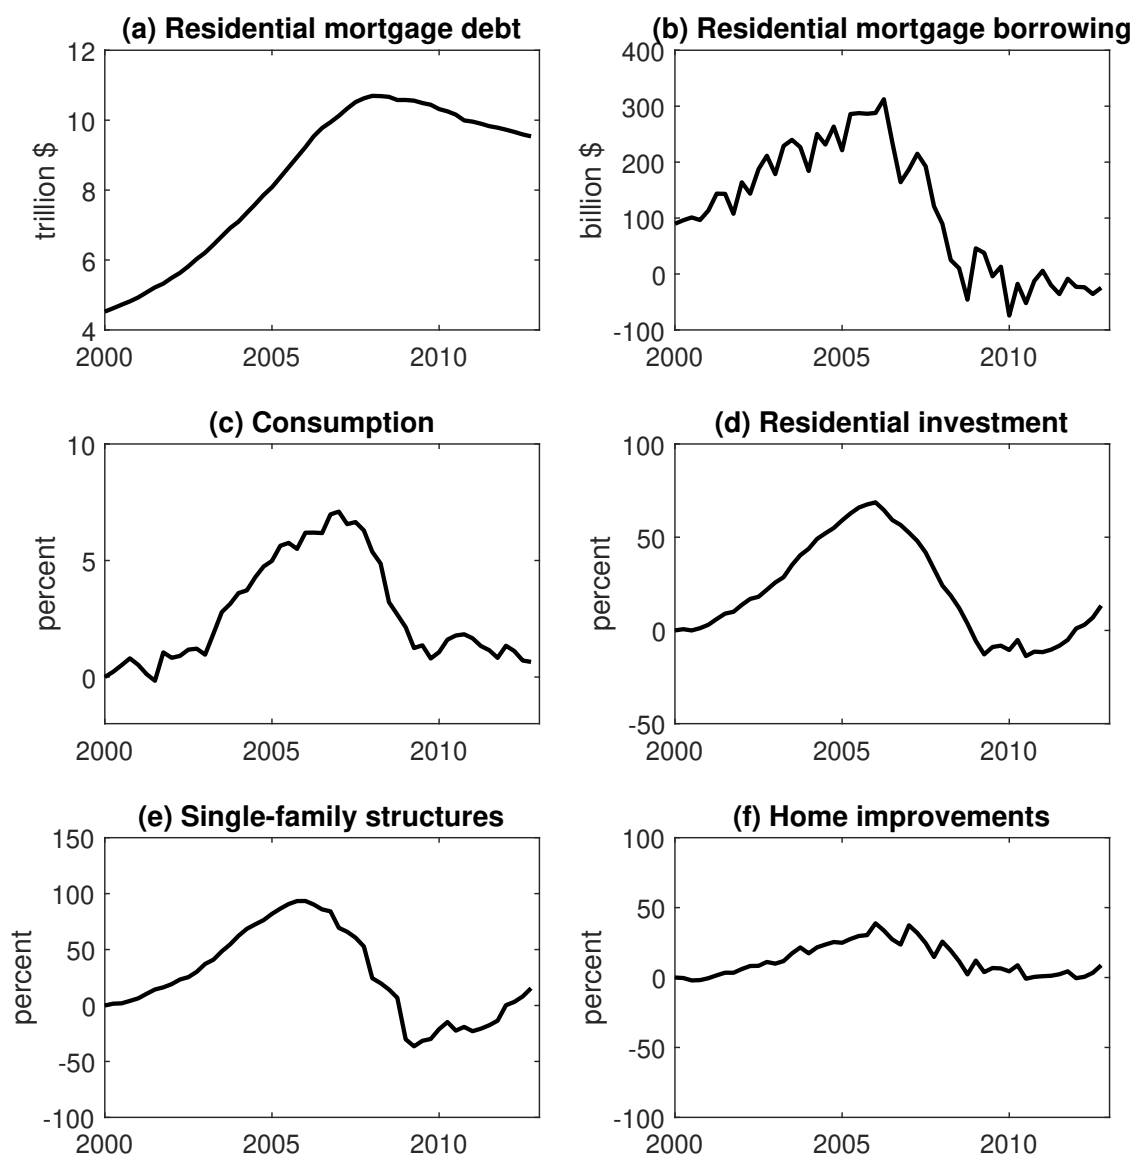 (a) Residential mortgage debt
12
10
8
6
4
trillion $
2000 2005 2010
(b) Residential mortgage borrowing
400
300
200
100
0
-100
billion $
2000 2005 2010
(c) Consumption
10
5
0
percent
2000 2005 2010
(d) Residential investment
100
50
0
-50
percent
2000 2005 2010
(e) Single-family structures
150
100
50
0
-50
-100
percent
2000 2005 2010
(f) Home improvements
100
50
0
-50
-100
percent
2000 2005 2010